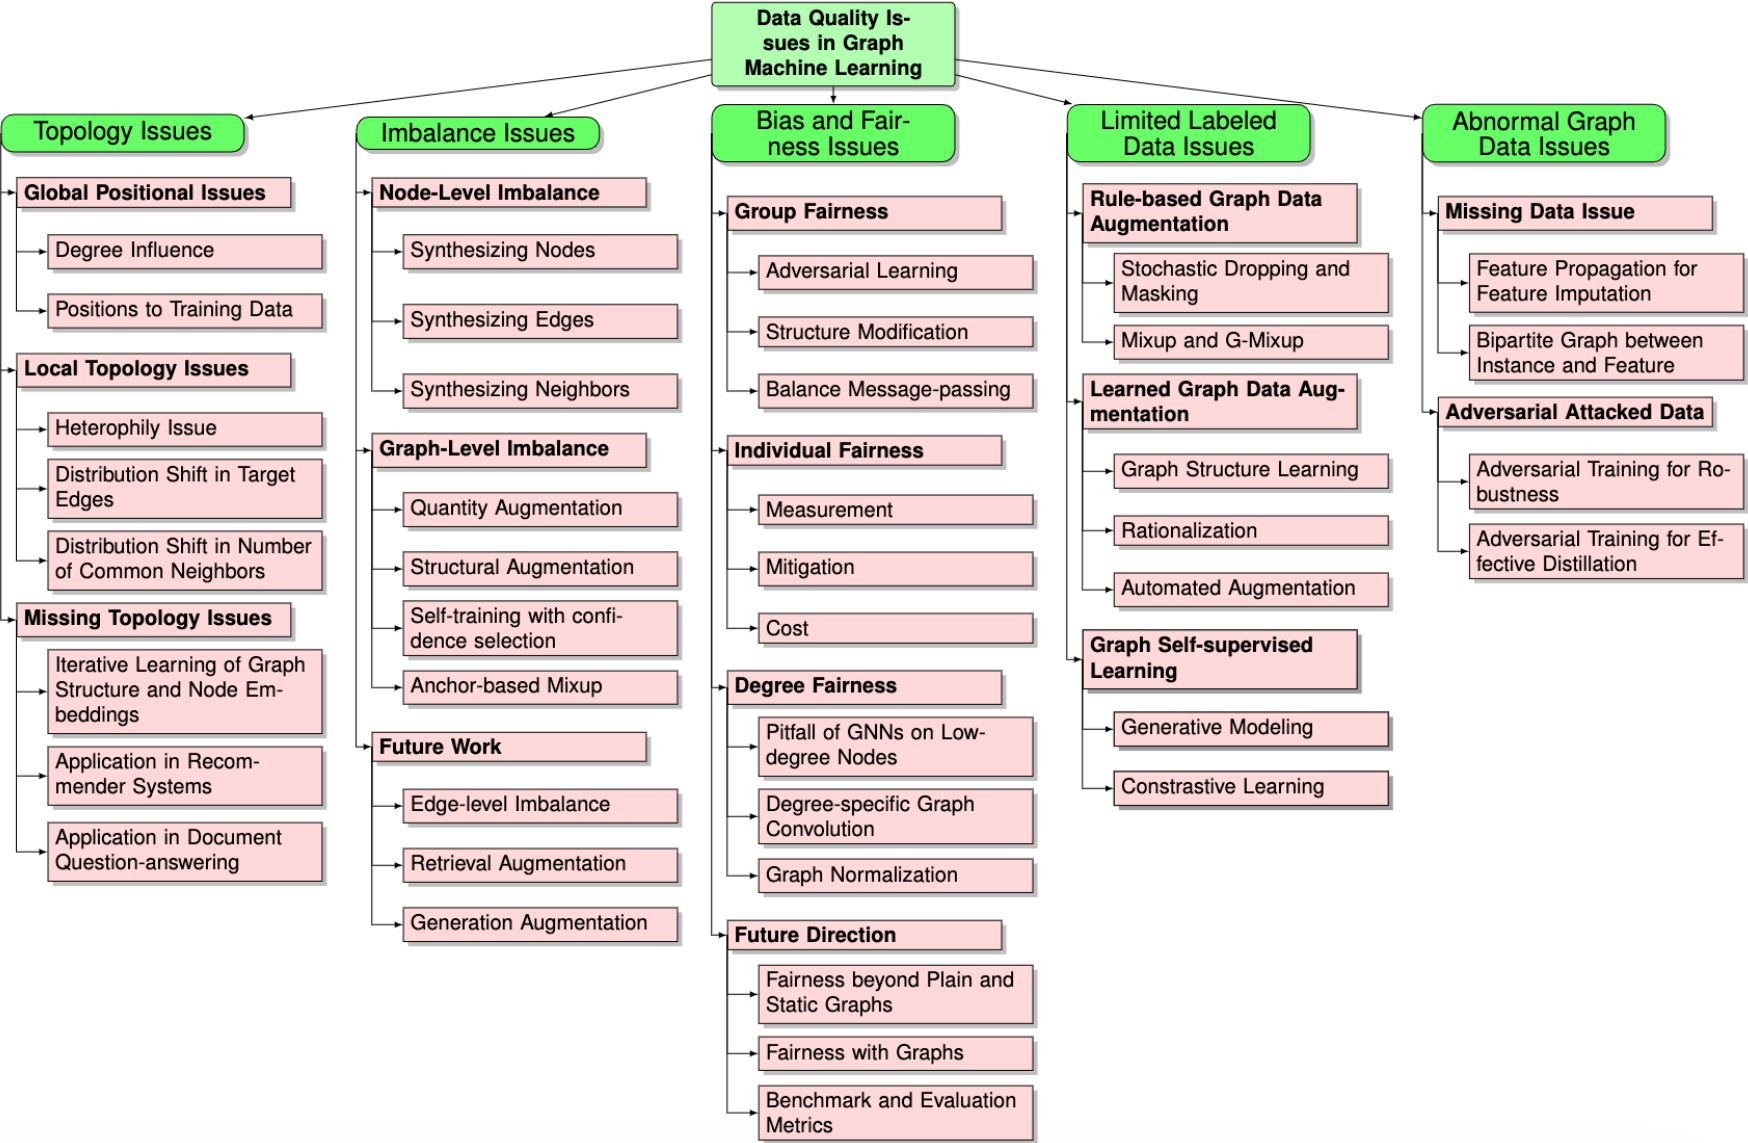 Data Quality Is-
sues in Graph
Machine Learning
Topology Issues
Global Positional Issues
Degree Influence
Positions to Training Data
Local Topology Issues
Heterophily Issue
Distribution Shift in Target
Edges
Distribution Shift in Number
of Common Neighbors
Missing Topology Issues
Iterative Learning of Graph
Structure and Node Em-
beddings
Application in Recom-
mender Systems
Application in Document
Question-answering
Imbalance Issues
Node-Level Imbalance
Synthesizing Nodes
Synthesizing Edges
Synthesizing Neighbors
Graph-Level Imbalance
Quantity Augmentation
Structural Augmentation
Self-training with confi-
dence selection
Anchor-based Mixup
Future Work
Edge-level Imbalance
Retrieval Augmentation
Generation Augmentation
Bias and Fair-
ness Issues
Group Fairness
Adversarial Learning
Structure Modification
Balance Message-passing
Individual Fairness
Measurement
Mitigation
Cost
Degree Fairness
Pitfall of GNNs on Low-
degree Nodes
Degree-specific Graph
Convolution
Graph Normalization
Future Direction
Fairness beyond Plain and
Static Graphs
Fairness with Graphs
Benchmark and Evaluation
Metrics
Limited Labeled
Data Issues
Rule-based Graph Data
Augmentation
Stochastic Dropping and
Masking
Mixup and G-Mixup
Learned Graph Data Aug-
mentation
Graph Structure Learning
Rationalization
Automated Augmentation
Graph Self-supervised
Learning
Generative Modeling
Constrastive Learning
Abnormal Graph
Data Issues
Missing Data Issue
Feature Propagation for
Feature Imputation
Bipartite Graph between
Instance and Feature
Adversarial Attacked Data
Adversarial Training for Ro-
bustness
Adversarial Training for Ef-
fective Distillation